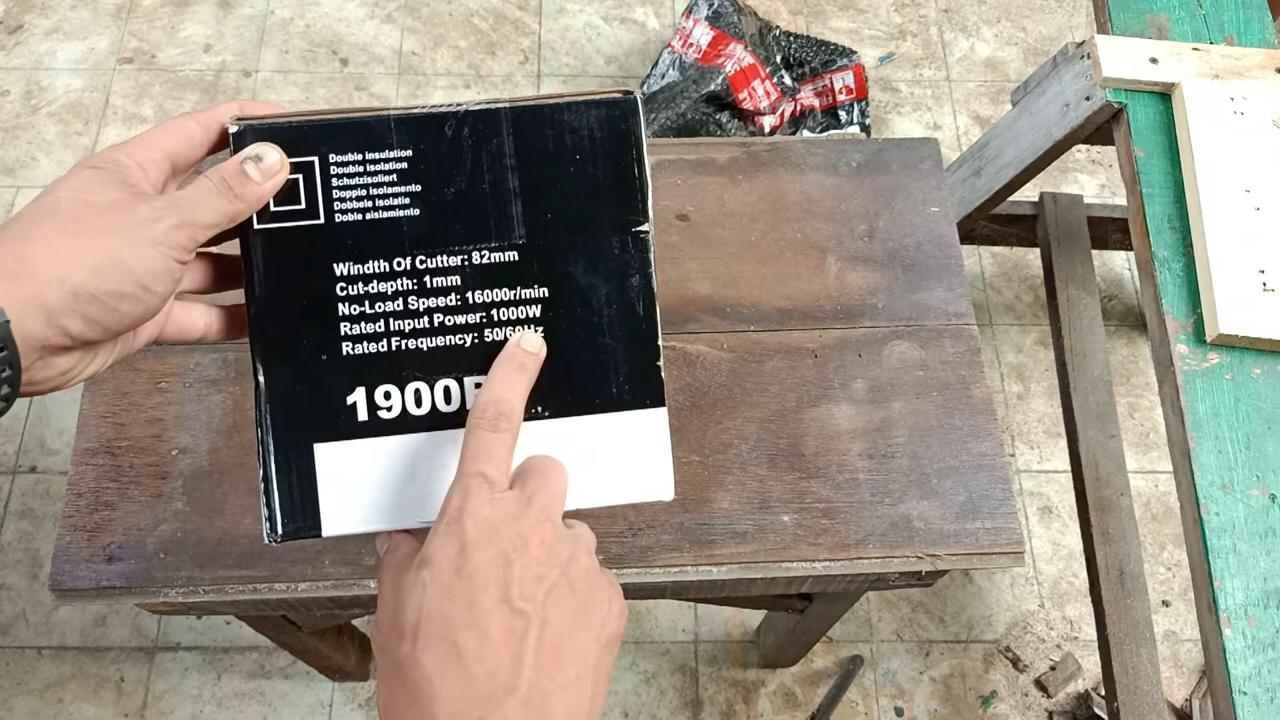 Double insulation
Double isolation
Schutzisoliert
Doppio isolamento
Dobbele isolatie
Doble aislamiento
Windth Of Cutter: 82mm
Cut-depth: 1mm
No-Load Speed: 16000r/min
Rated Input Power: 1000W
Rated Frequency: 50/60Hz
1900